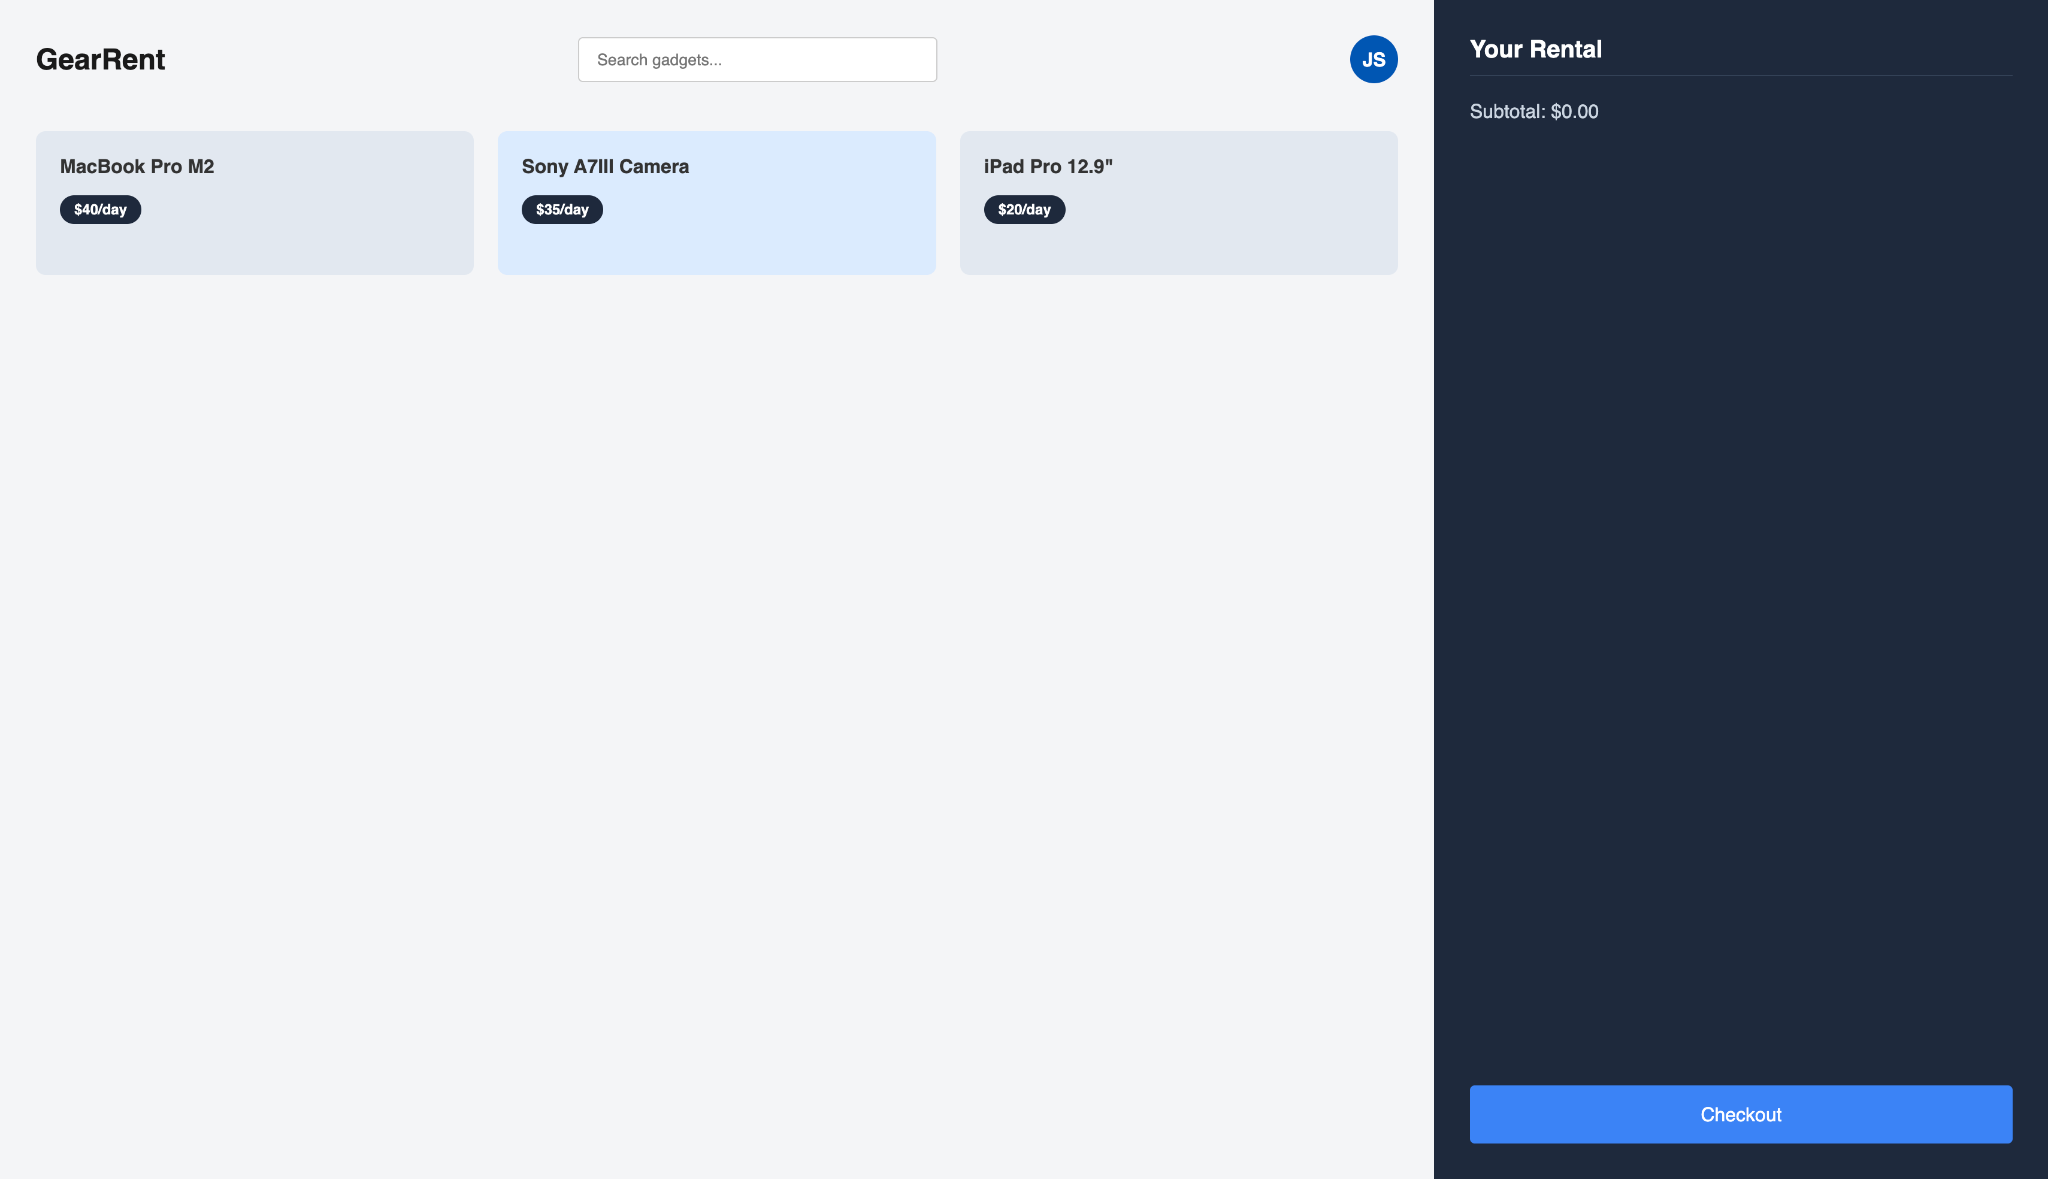 GearRent
Search gadgets...
JS
MacBook Pro M2
$40/day
Sony A7III Camera
$35/day
iPad Pro 12.9"
$20/day
Your Rental
Subtotal: $0.00
Checkout